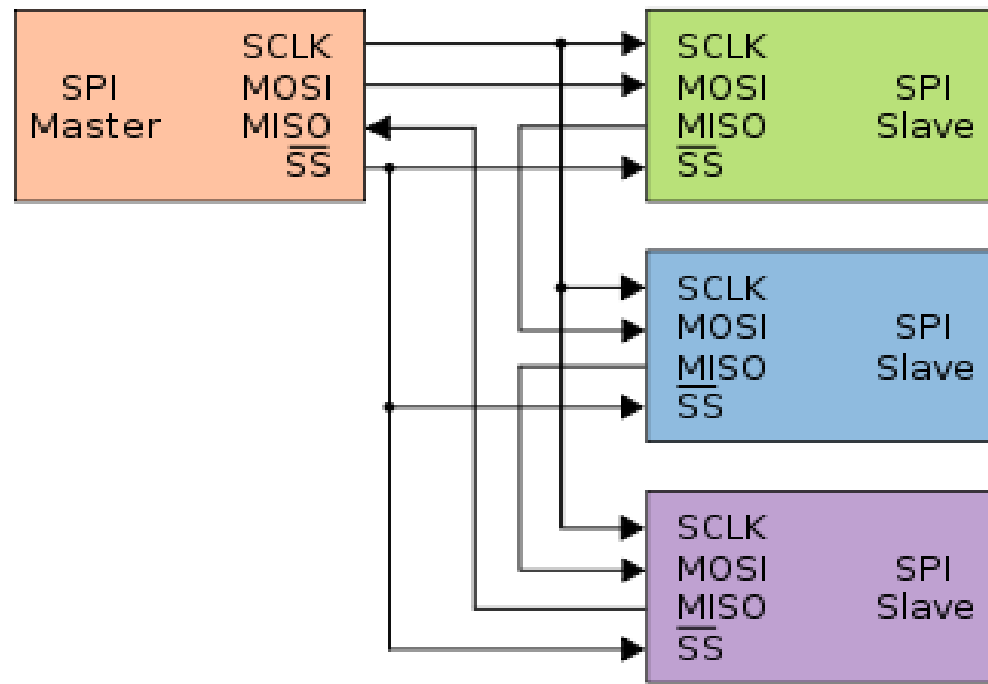 SPI
Master
SCLK
MOSI
MISO
SS
SCLK
MOSI
MISO
SS
SPI
Slave
SCLK
MOSI
MISO
SS
SPI
Slave
SCLK
MOSI
MISO
SS
SPI
Slave